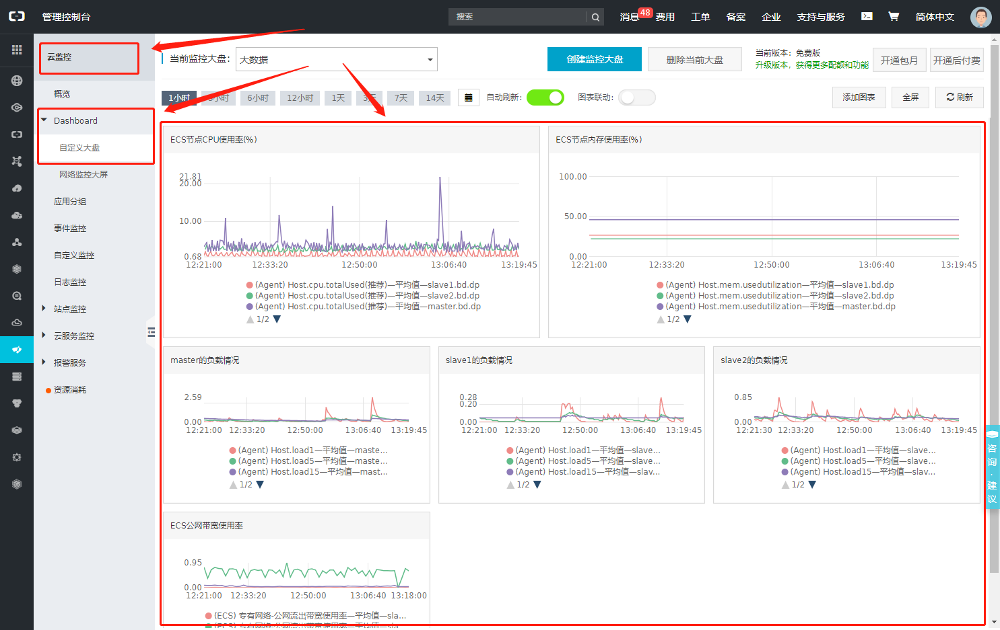 管理控制台
搜索
消息 48
费用
工单
备案
企业
支持与服务
简体中文
云监控
概览
Dashboard
自定义大盘
网络监控大屏
应用分组
事件监控
自定义监控
日志监控
站点监控
云服务监控
报警服务
资源消耗
当前监控大盘：
大数据
创建监控大盘
删除当前大盘
当前版本：免费版
升级版本，获得更多配额和功能
开通包月
开通后付费
1小时
3小时
6小时
12小时
1天
3天
7天
14天
自动刷新：
图表联动：
添加图表
全屏
刷新
ECS节点CPU使用率(%)
21.81
20.00
10.00
0.68
12:21:00 12:33:20 12:50:00 13:06:40 13:19:45
(Agent) Host.cpu.totalUsed(推荐)—平均值—slave1.bd.dp
(Agent) Host.cpu.totalUsed(推荐)—平均值—slave2.bd.dp
(Agent) Host.cpu.totalUsed(推荐)—平均值—master.bd.dp
1/2
ECS节点内存使用率(%)
100.00
50.00
0.00
12:21:00 12:33:20 12:50:00 13:06:40 13:19:45
(Agent) Host.mem.usedutilization—平均值—slave1.bd.dp
(Agent) Host.mem.usedutilization—平均值—slave2.bd.dp
(Agent) Host.mem.usedutilization—平均值—master.bd.dp
1/2
master的负载情况
2.59
0.00
12:21:00 12:33:20 12:50:00 13:06:40 13:19:45
(Agent) Host.load1—平均值—maste...
(Agent) Host.load5—平均值—maste...
(Agent) Host.load15—平均值—mast...
1/2
slave1的负载情况
0.28
0.20
0.00
12:21:00 12:33:20 12:50:00 13:06:40 13:19:45
(Agent) Host.load1—平均值—slave...
(Agent) Host.load5—平均值—slave...
(Agent) Host.load15—平均值—slav...
1/2
slave2的负载情况
0.85
0.00
12:21:30 12:33:20 12:50:00 13:06:40 13:19:45
(Agent) Host.load1—平均值—slave...
(Agent) Host.load5—平均值—slave...
(Agent) Host.load15—平均值—slav...
1/2
ECS公网带宽使用率
0.95
0.00
12:21:00 12:33:20 12:50:00 13:06:40 13:18:00
(ECS) 专有网络-公网流出带宽使用率—平均值—sla...
(ECS) 专有网络-公网流出带宽使用率—平均值—sla...
咨询·建议